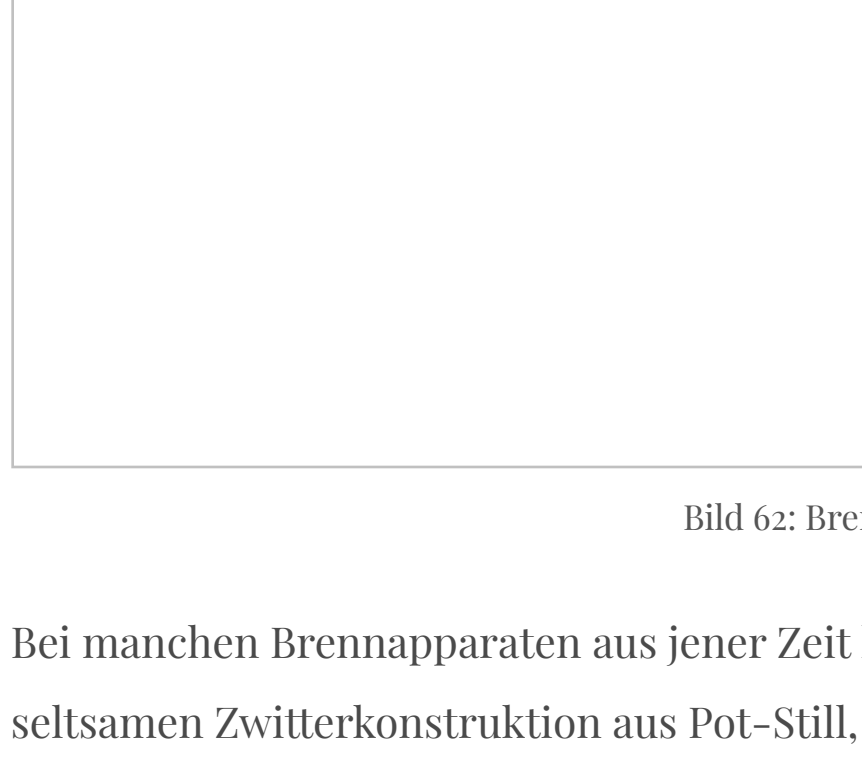 Bild 62:
Bei manchen Brennapparaten aus jener Zeit
seltsamen Zwitterkonstruktion aus Pot-Still,